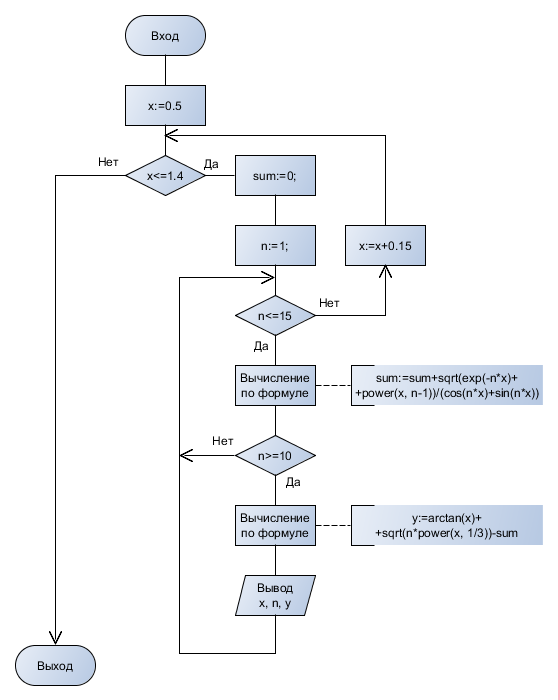 Вход
x:=0.5
Нет
Да
x<=1.4
sum:=0;
n:=1;
x:=x+0.15
n<=15
Нет
Да
Вычисление
по формуле
sum:=sum+sqrt(exp(-n*x)+
+power(x, n-1))/(cos(n*x)+sin(n*x))
Нет
n>=10
Да
Вычисление
по формуле
y:=arctan(x)+
+sqrt(n*power(x, 1/3))-sum
Вывод
x, n, y
Выход